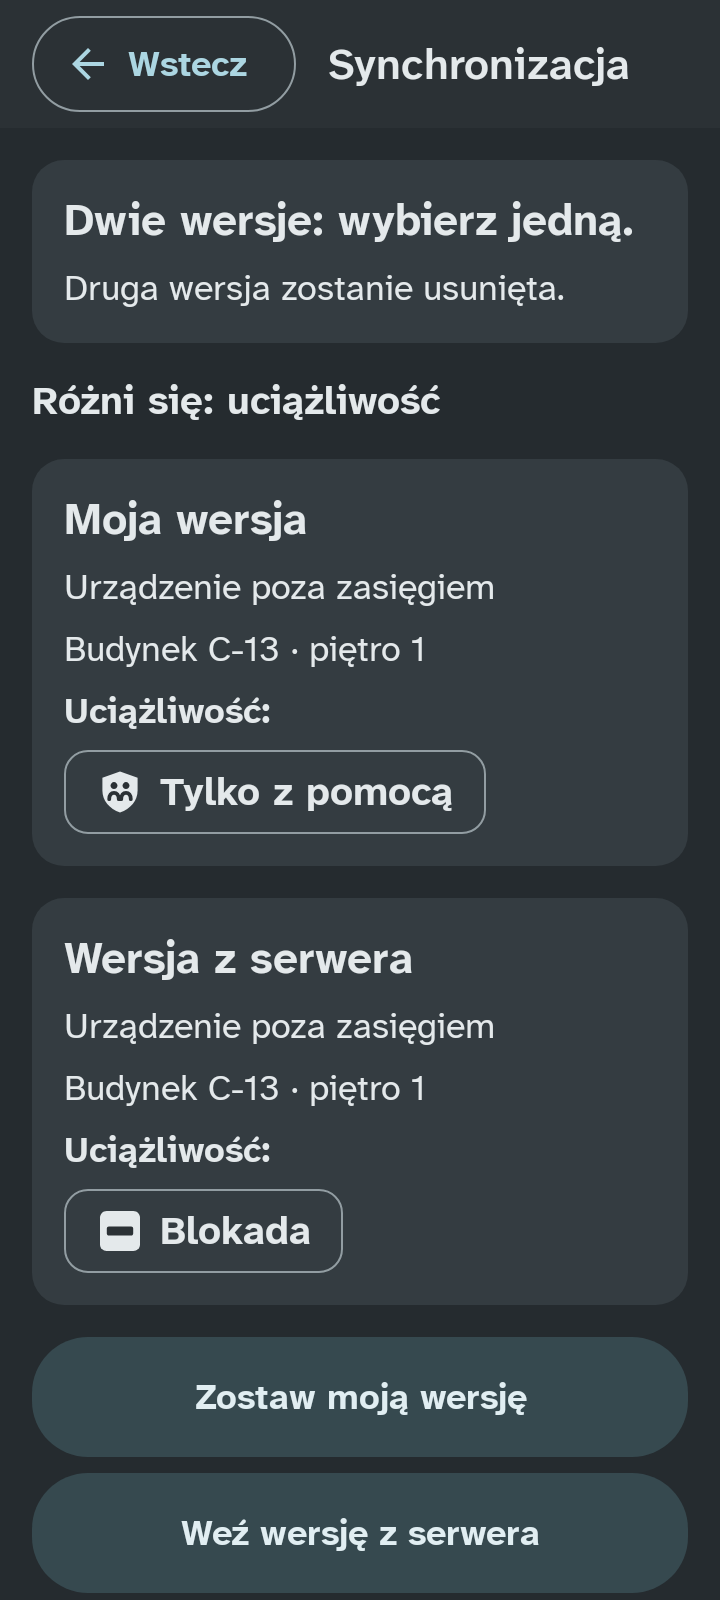 Wstecz
Synchronizacja
Dwie wersje: wybierz jedną.
Druga wersja zostanie usunięta.
Różni się: uciążliwość
Moja wersja
Urządzenie poza zasięgiem
Budynek C-13 · piętro 1
Uciążliwość:
Tylko z pomocą
Wersja z serwera
Urządzenie poza zasięgiem
Budynek C-13 · piętro 1
Uciążliwość:
Blokada
Zostaw moją wersję
Weź wersję z serwera